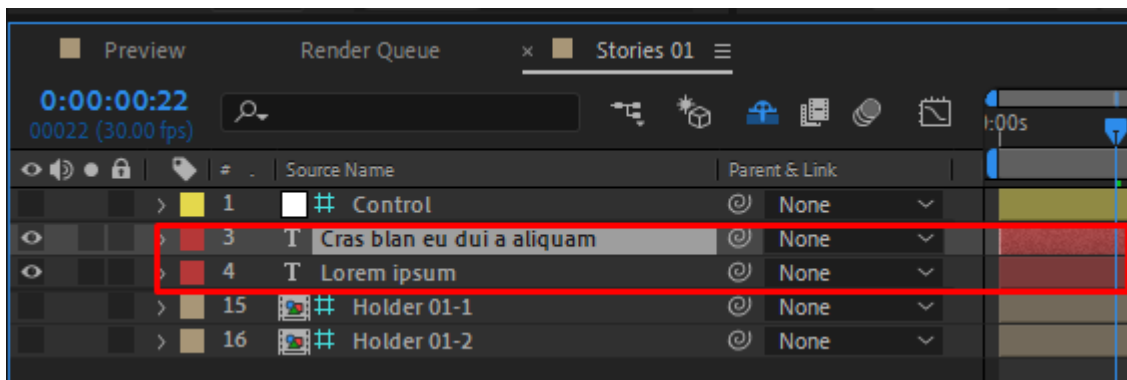 Preview Render Queue × Stories 01
0:00:00:22
00022 (30.00 fps)
):00s
# . Source Name Parent & Link
1 Control None
3 T Cras blan eu dui a aliquam None
4 T Lorem ipsum None
15 Holder 01-1 None
16 Holder 01-2 None